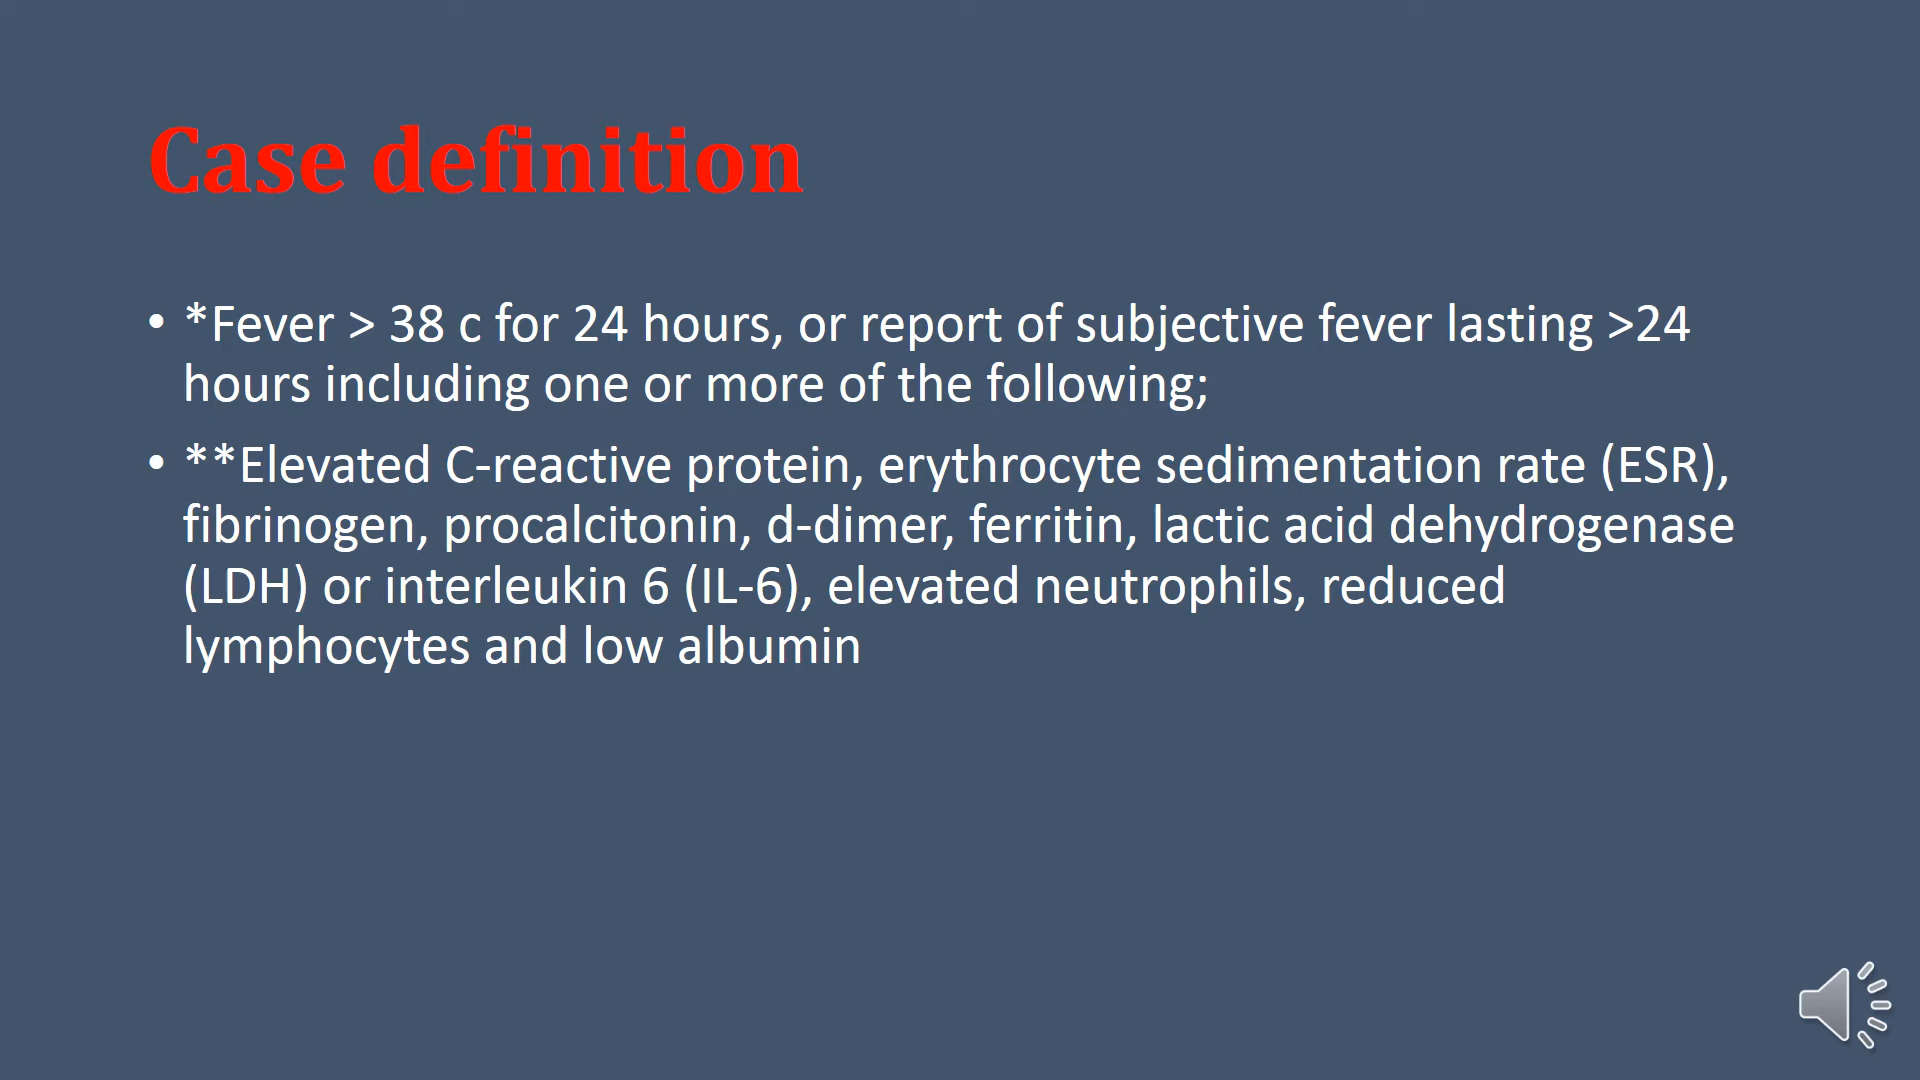 Case definition
• *Fever > 38 c for 24 hours, or report of subjective fever lasting >24
hours including one or more of the following;
• **Elevated C-reactive protein, erythrocyte sedimentation rate (ESR),
fibrinogen, procalcitonin, d-dimer, ferritin, lactic acid dehydrogenase
(LDH) or interleukin 6 (IL-6), elevated neutrophils, reduced
lymphocytes and low albumin